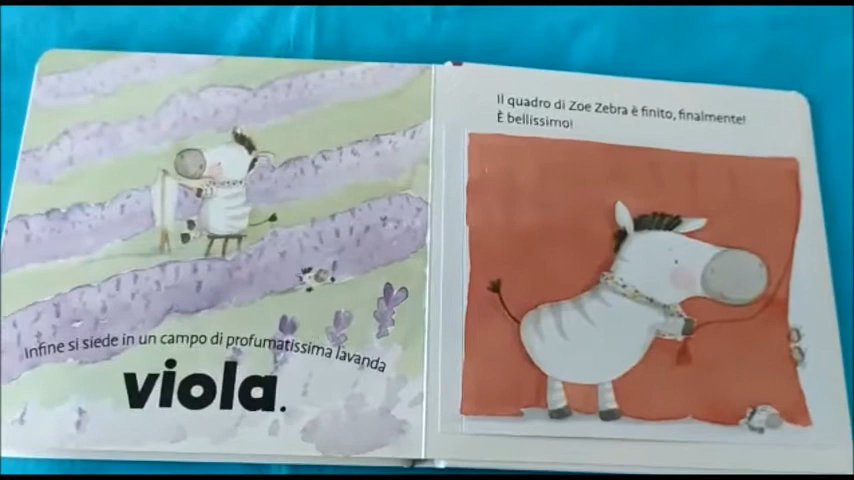 Infine si siede in un campo di profumatissima lavanda
viola.
Il quadro di Zoe Zebra è finito, finalmente!
È bellissimo!